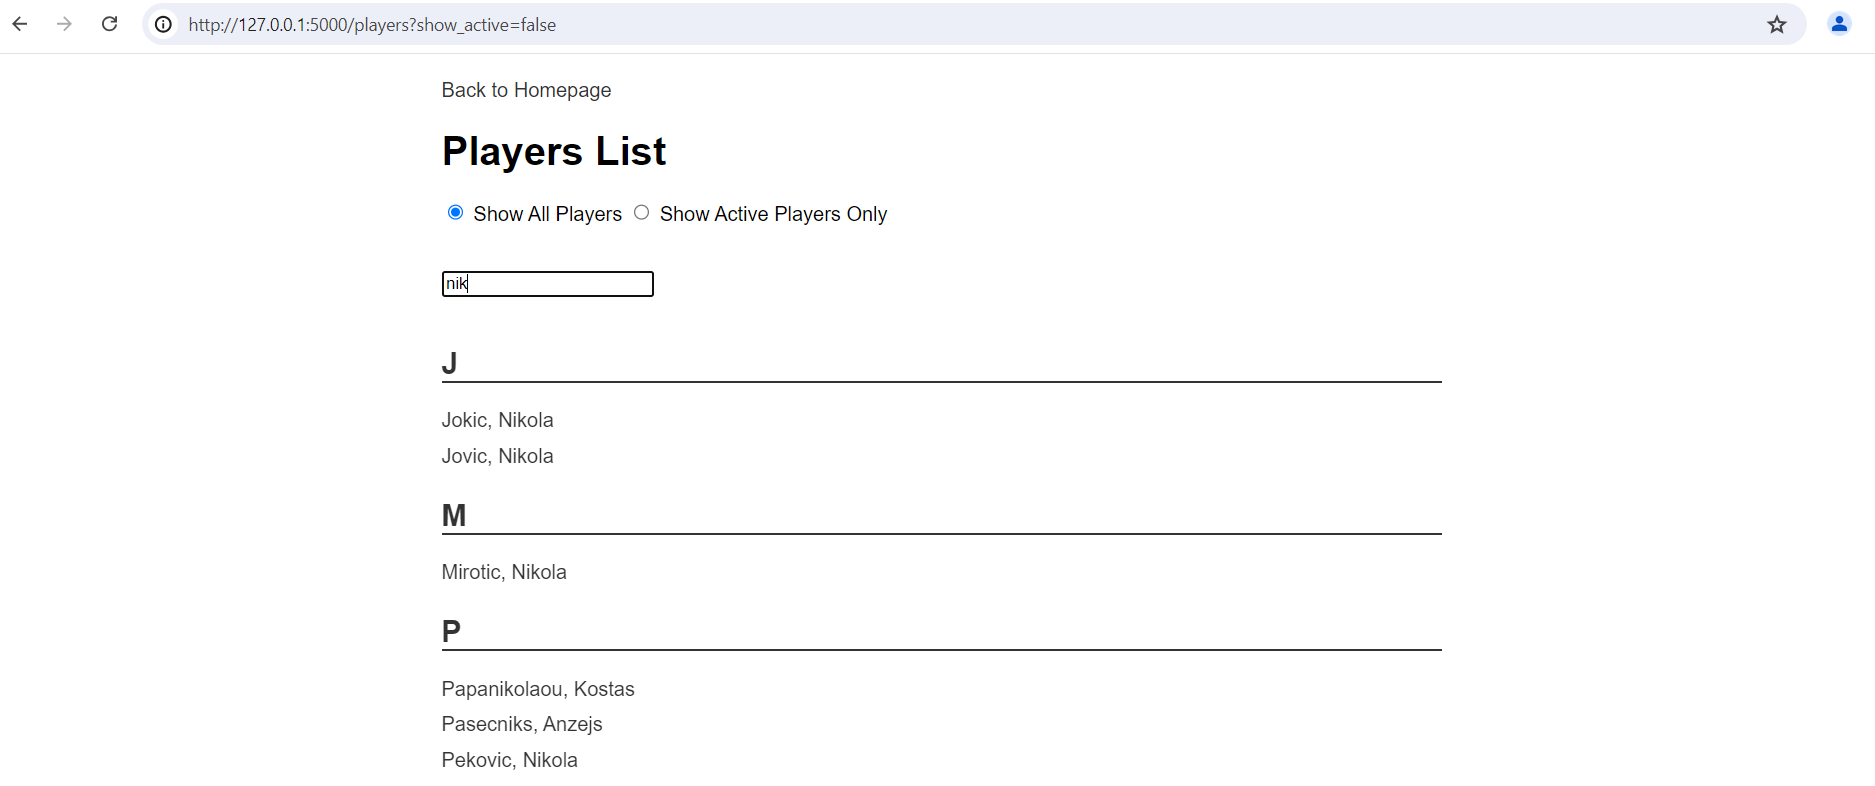 http://127.0.0.1:5000/players?show_active=false
Back to Homepage
Players List
Show All Players Show Active Players Only
nik
J
Jokic, Nikola
Jovic, Nikola
M
Mirotic, Nikola
P
Papanikolaou, Kostas
Pasecniks, Anzejs
Pekovic, Nikola